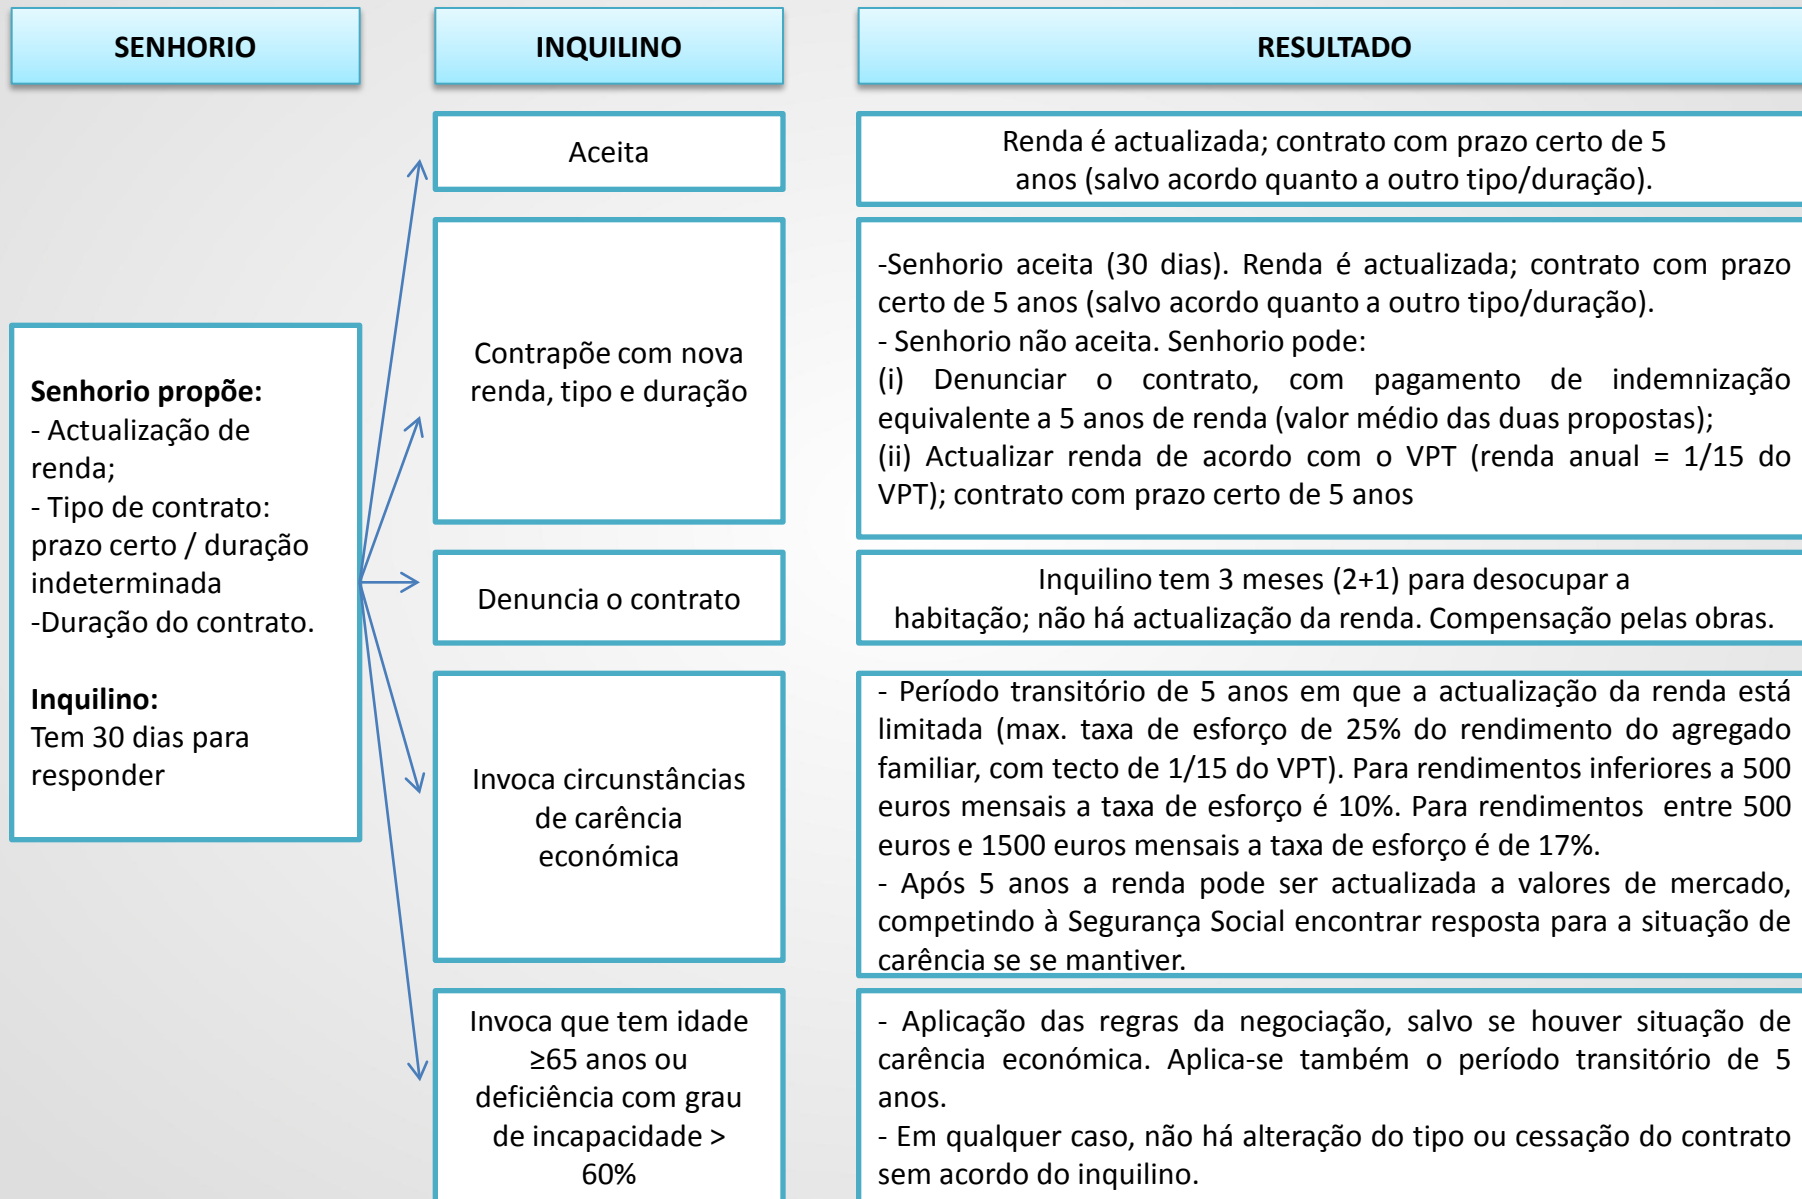 SENHORIO
INQUILINO
RESULTADO
Senhorio propõe:
- Actualização de
renda;
- Tipo de contrato:
prazo certo / duração
indeterminada
-Duração do contrato.
Inquilino:
Tem 30 dias para
responder
Aceita
Renda é actualizada; contrato com prazo certo de 5
anos (salvo acordo quanto a outro tipo/duração).
Contrapõe com nova
renda, tipo e duração
-Senhorio aceita (30 dias). Renda é actualizada; contrato com prazo
certo de 5 anos (salvo acordo quanto a outro tipo/duração).
- Senhorio não aceita. Senhorio pode:
(i) Denunciar o contrato, com pagamento de indemnização
equivalente a 5 anos de renda (valor médio das duas propostas);
(ii) Actualizar renda de acordo com o VPT (renda anual = 1/15 do
VPT); contrato com prazo certo de 5 anos
Denuncia o contrato
Inquilino tem 3 meses (2+1) para desocupar a
habitação; não há actualização da renda. Compensação pelas obras.
Invoca circunstâncias
de carência
económica
- Período transitório de 5 anos em que a actualização da renda está
limitada (max. taxa de esforço de 25% do rendimento do agregado
familiar, com tecto de 1/15 do VPT). Para rendimentos inferiores a 500
euros mensais a taxa de esforço é 10%. Para rendimentos  entre 500
euros e 1500 euros mensais a taxa de esforço é de 17%.
- Após 5 anos a renda pode ser actualizada a valores de mercado,
competindo à Segurança Social encontrar resposta para a situação de
carência se se mantiver.
Invoca que tem idade
≥65 anos ou
deficiência com grau
de incapacidade >
60%
- Aplicação das regras da negociação, salvo se houver situação de
carência económica. Aplica-se também o período transitório de 5
anos.
- Em qualquer caso, não há alteração do tipo ou cessação do contrato
sem acordo do inquilino.